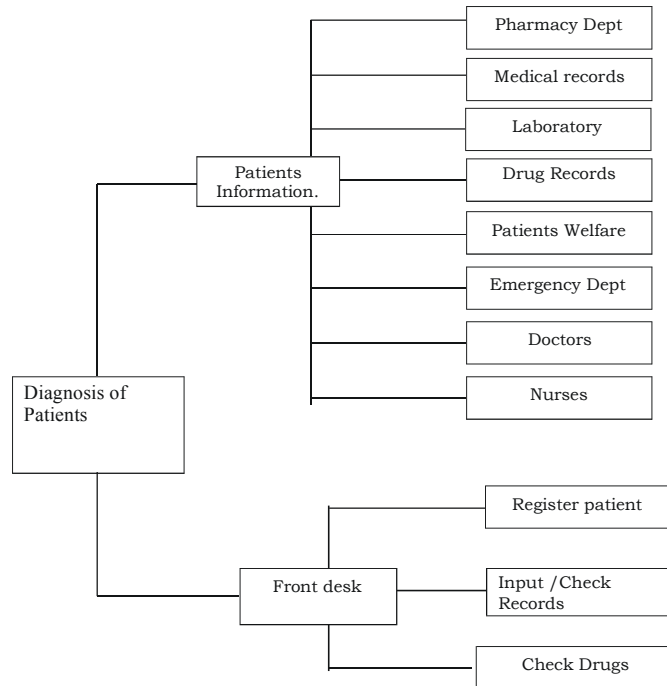 Pharmacy Dept
Medical records
Laboratory
Patients
Information.
Drug Records
Patients Welfare
Emergency Dept
Doctors
Nurses
Diagnosis of
Patients
Register patient
Front desk
Input /Check
Records
Check Drugs